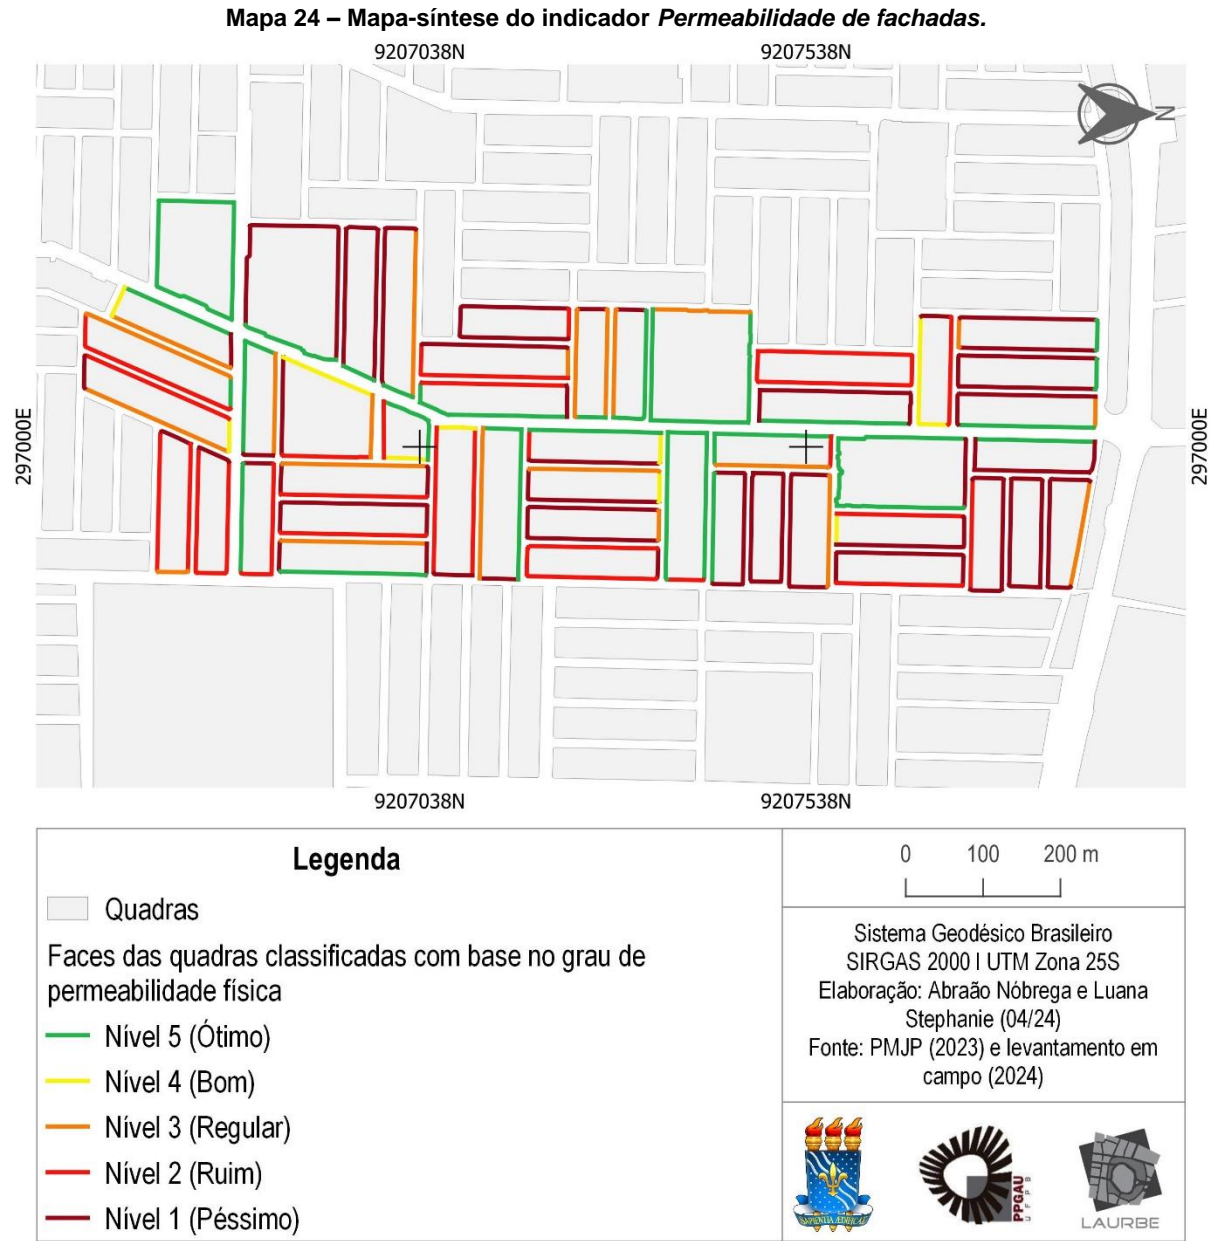 Mapa 24 – Mapa-síntese do indicador Permeabilidade de fachadas.
9207038N 9207538N
N
297000E 297000E
9207038N 9207538N
Legenda
Quadras
Faces das quadras classificadas com base no grau de
permeabilidade física
Nível 5 (Ótimo)
Nível 4 (Bom)
Nível 3 (Regular)
Nível 2 (Ruim)
Nível 1 (Péssimo)
0 100 200 m
Sistema Geodésico Brasileiro
SIRGAS 2000 I UTM Zona 25S
Elaboração: Abraão Nóbrega e Luana
Stephanie (04/24)
Fonte: PMJP (2023) e levantamento em
campo (2024)
SAPIENTIA ÆDIFICAT
PPGAU
UFPB
LAURBE